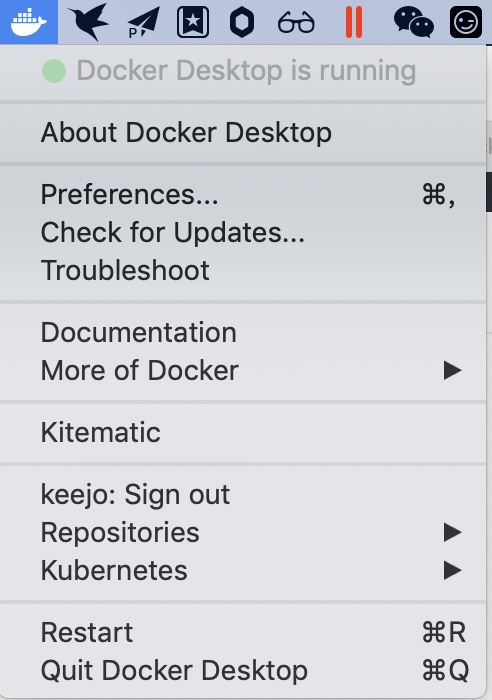 P
Docker Desktop is running
About Docker Desktop
Preferences... ⌘,
Check for Updates...
Troubleshoot
Documentation
More of Docker
Kitematic
keejo: Sign out
Repositories
Kubernetes
Restart ⌘R
Quit Docker Desktop ⌘Q